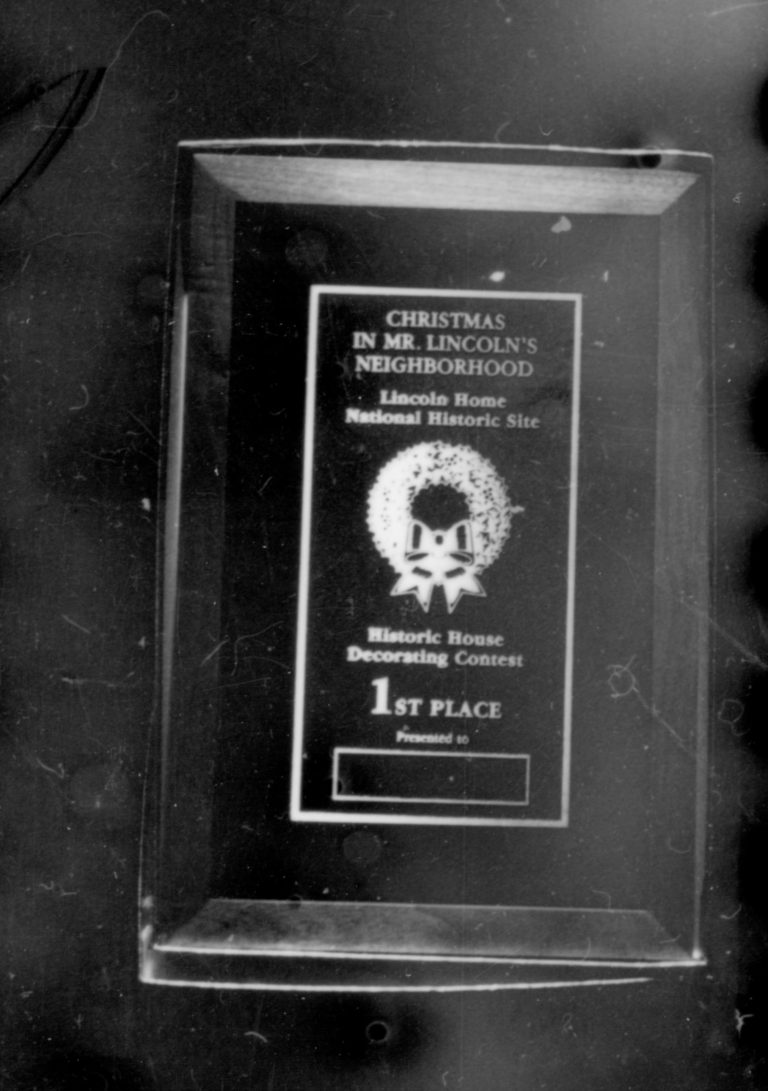 CHRISTMAS
IN MR. LINCOLN'S
NEIGHBORHOOD
Lincoln Home
National Historic Site
Historic House
Decorating Contest
1ST PLACE
Presented to